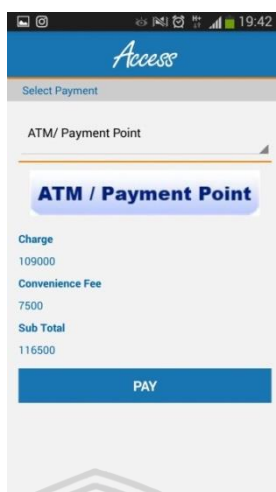 19:42
Access
Select Payment
ATM/ Payment Point
ATM / Payment Point
Charge
109000
Convenience Fee
7500
Sub Total
116500
PAY